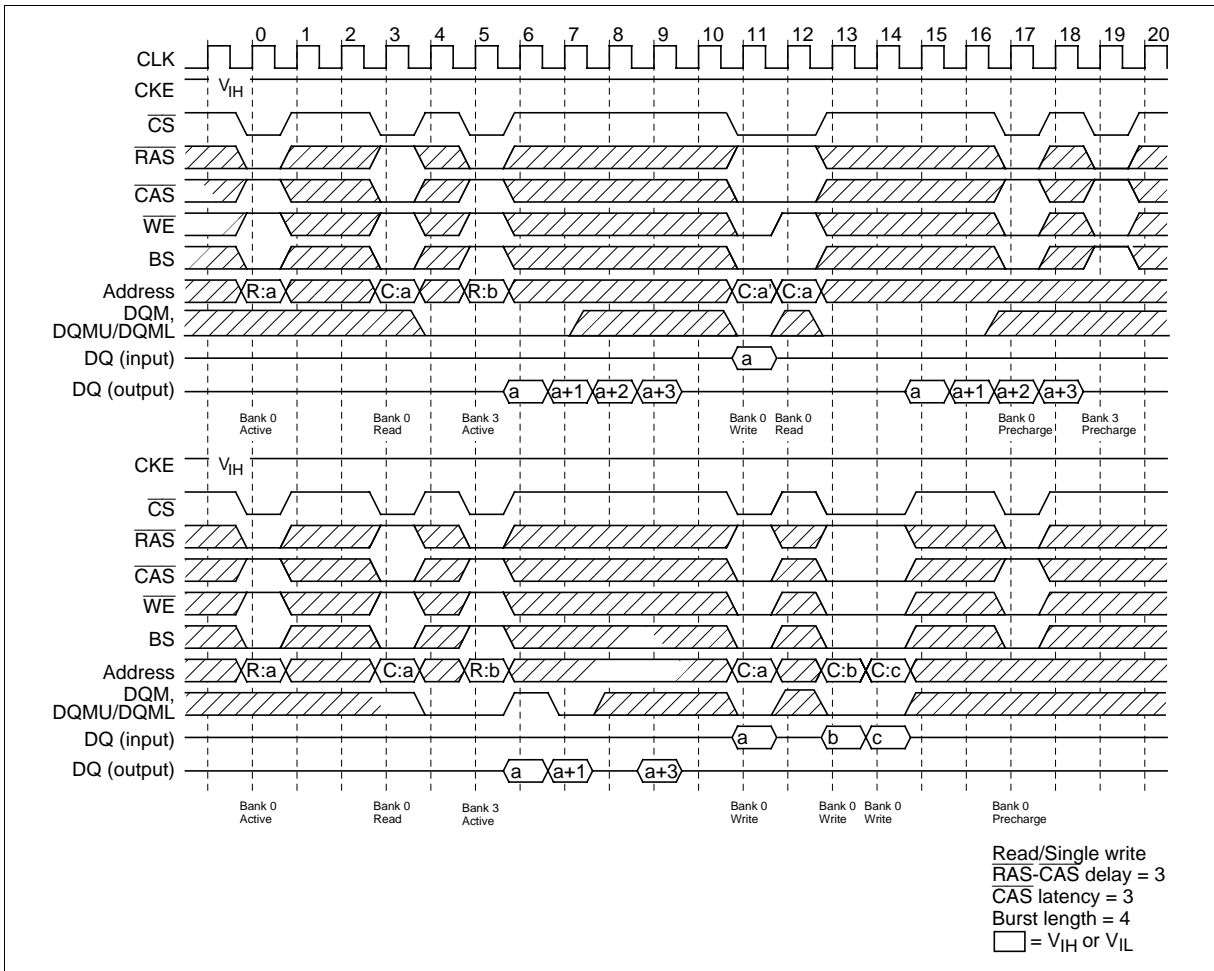 0 1 2 3 4 5 6 7 8 9 10 11 12 13 14 15 16 17 18 19 20
CLK
CKE VIH
CS
RAS
CAS
WE
BS
Address R:a C:a R:b C:a' C:a
DQM,
DQMU/DQML
DQ (input) a
DQ (output) a a+1 a+2 a+3 a a+1 a+2 a+3
Bank 0 Bank 0 Bank 3 Bank 0 Bank 0 Bank 0 Bank 3
Active Read Active Write Read Precharge Precharge
CKE VIH
CS
RAS
CAS
WE
BS
Address R:a C:a R:b C:a C:b C:c
DQM,
DQMU/DQML
DQ (input) a b c
DQ (output) a a+1 a+3
Bank 0 Bank 0 Bank 3 Bank 0 Bank 0 Bank 0 Bank 0
Active Read Active Write Write Write Precharge
Read/Single write
RAS-CAS delay = 3
CAS latency = 3
Burst length = 4
= VIH or VIL